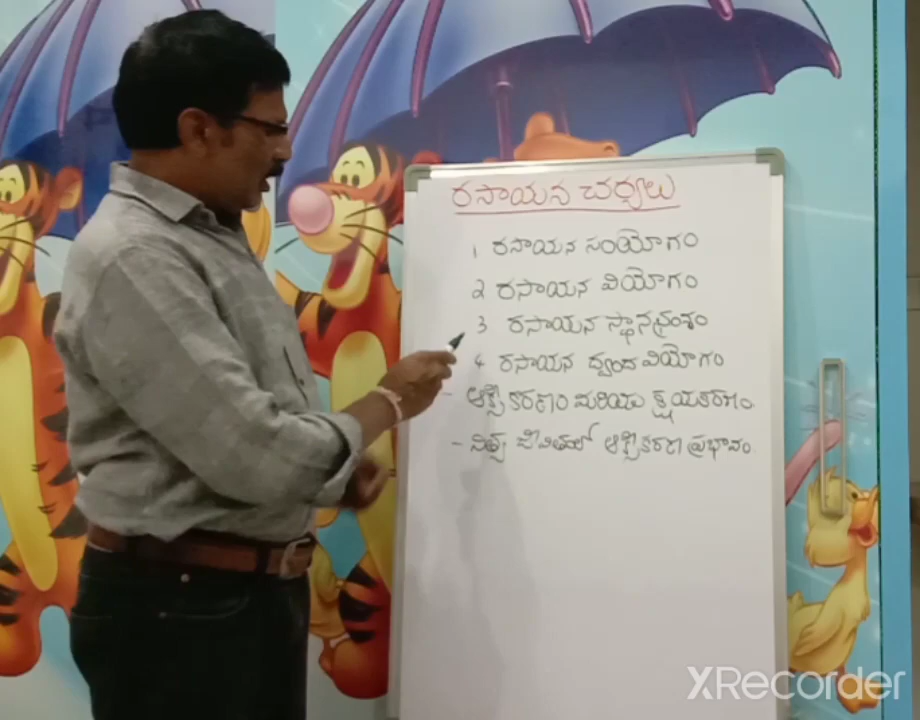 రసాయన చర్యలు
1 రసాయన సంయోగం
2 రసాయన వియోగం
3 రసాయన స్థానభ్రంశం
4 రసాయన ద్వంద వియోగం
- ఆక్సీకరణం మరియు క్షయకరణం.
- నిత్య జీవితములో ఆక్సీకరణ ప్రభావం
XRecorder